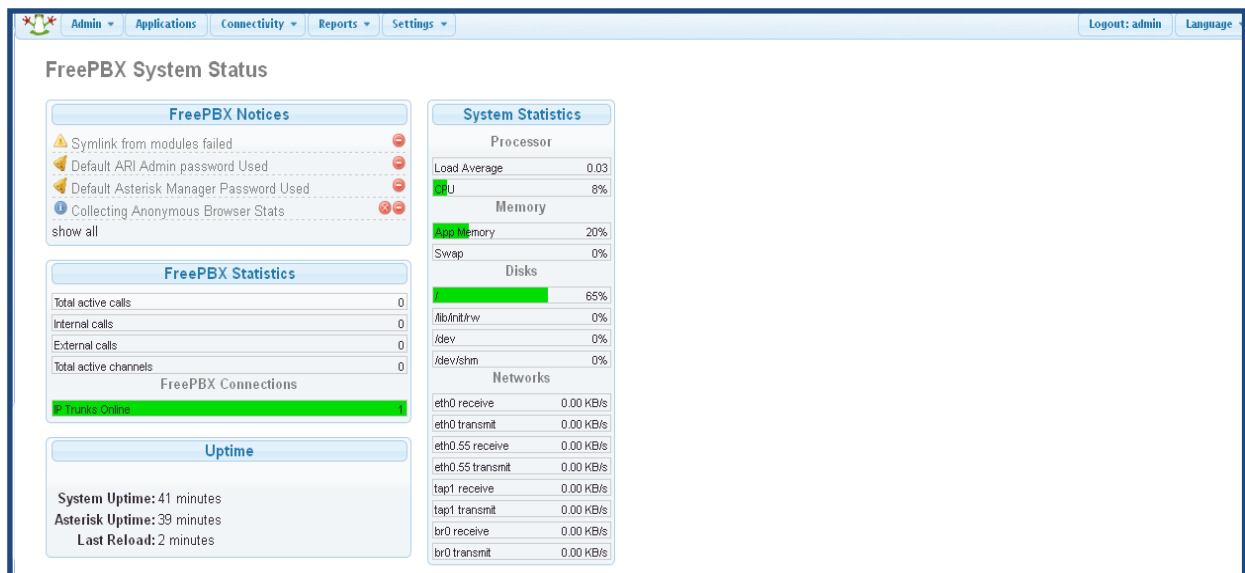 Admin Applications Connectivity Reports Settings Logout: admin Language
FreePBX System Status
FreePBX Notices
Symlink from modules failed
Default ARI Admin password Used
Default Asterisk Manager Password Used
Collecting Anonymous Browser Stats
show all
FreePBX Statistics
Total active calls 0
Internal calls 0
External calls 0
Total active channels 0
FreePBX Connections
IP Trunks Online 1
Uptime
System Uptime: 41 minutes
Asterisk Uptime: 39 minutes
Last Reload: 2 minutes
System Statistics
Processor
Load Average 0.03
CPU 8%
Memory
App Memory 20%
Swap 0%
Disks
/ 65%
/lib/init/rw 0%
/dev 0%
/dev/shm 0%
Networks
eth0 receive 0.00 KB/s
eth0 transmit 0.00 KB/s
eth0.55 receive 0.00 KB/s
eth0.55 transmit 0.00 KB/s
tap1 receive 0.00 KB/s
tap1 transmit 0.00 KB/s
br0 receive 0.00 KB/s
br0 transmit 0.00 KB/s